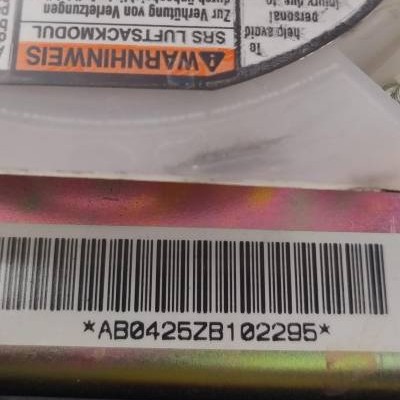 WARNHINWEIS
SRS LUFTSACKMODUL
Zur Verhütung von Verletzungen
To
help avoid
personal
injury due to
*AB0425ZB102295*